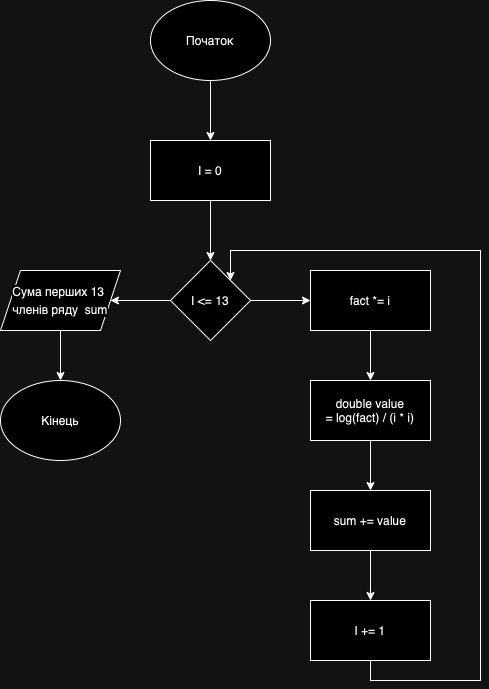 Початок
I = 0
I <= 13
Сума перших 13
членів ряду sum
Кінець
fact *= i
double value
= log(fact) / (i * i)
sum += value
I += 1